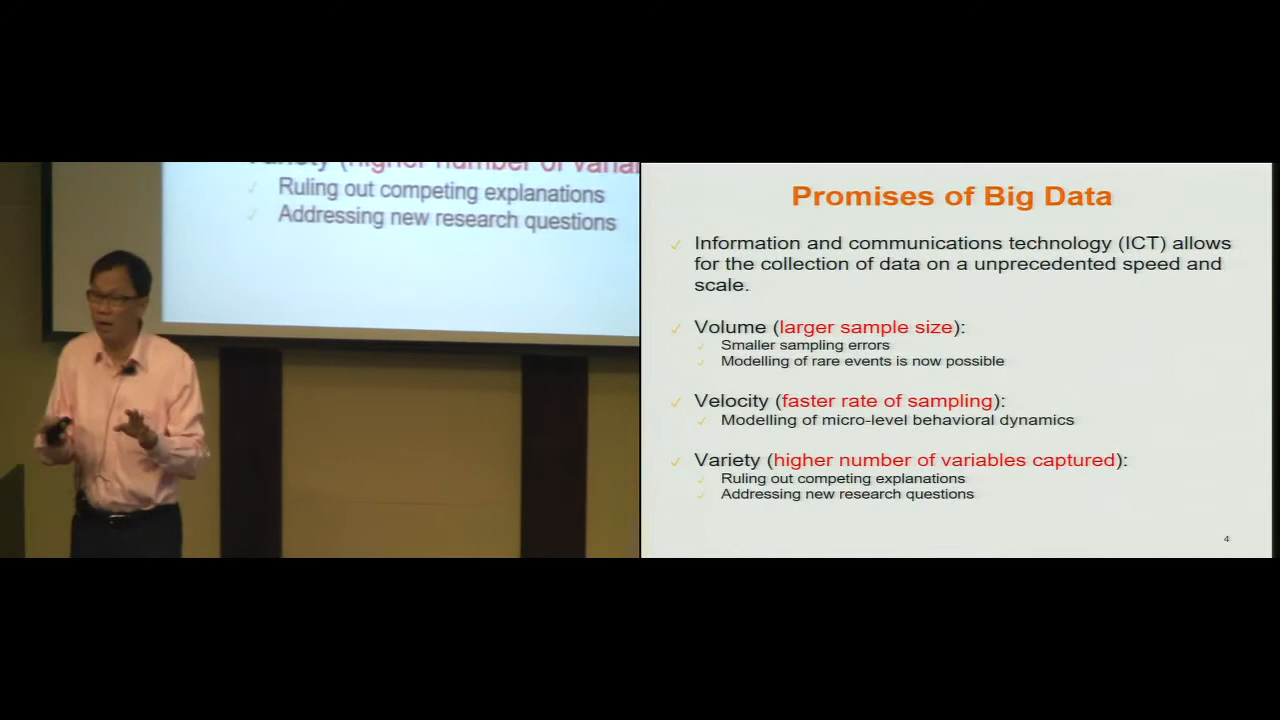 Variety (higher number of varia
Ruling out competing explanations
Addressing new research questions
Promises of Big Data
Information and communications technology (ICT) allows
for the collection of data on a unprecedented speed and
scale.
Volume (larger sample size):
Smaller sampling errors
Modelling of rare events is now possible
Velocity (faster rate of sampling):
Modelling of micro-level behavioral dynamics
Variety (higher number of variables captured):
Ruling out competing explanations
Addressing new research questions
4